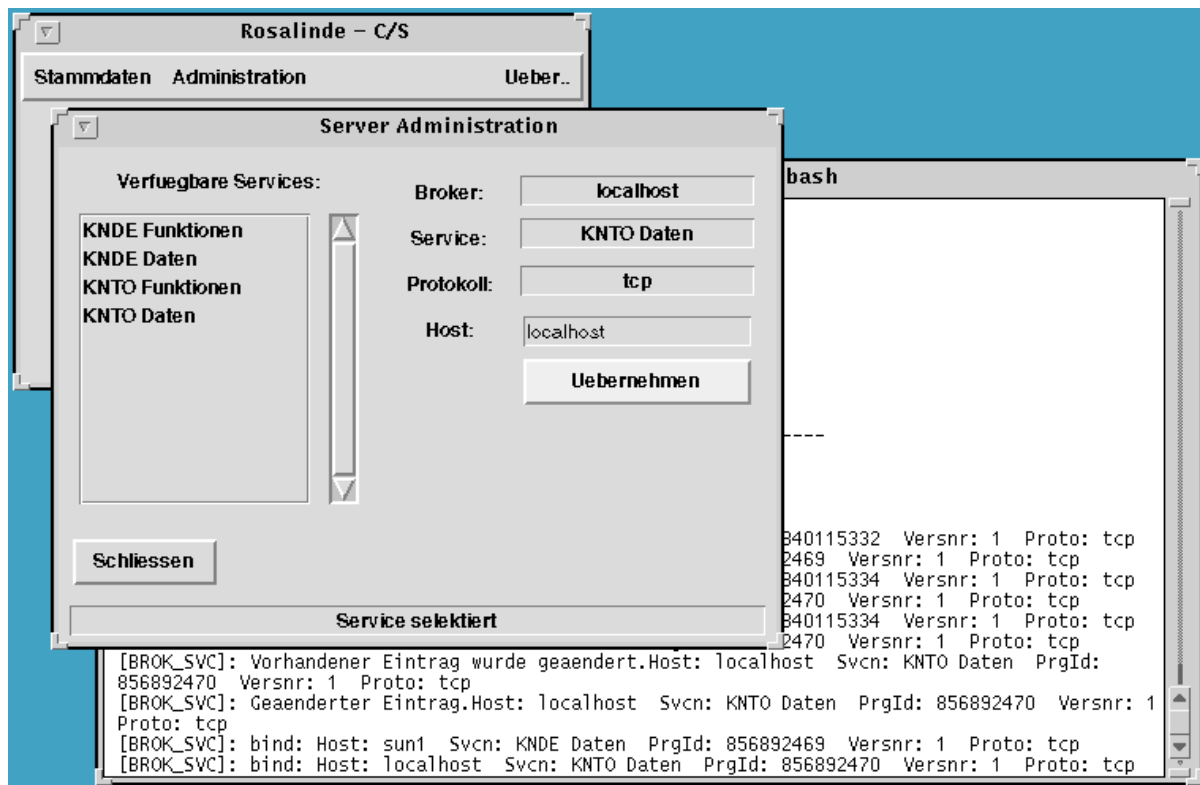 Rosalinde – C/S
Stammdaten Administration Ueber..
Server Administration
Verfuegbare Services:
KNDE Funktionen
KNDE Daten
KNTO Funktionen
KNTO Daten
Broker: localhost
Service: KNTO Daten
Protokoll: tcp
Host: localhost
Uebernehmen
Schliessen
Service selektiert
bash
----
840115332 Versnr: 1 Proto: tcp
2469 Versnr: 1 Proto: tcp
840115334 Versnr: 1 Proto: tcp
2470 Versnr: 1 Proto: tcp
840115334 Versnr: 1 Proto: tcp
2470 Versnr: 1 Proto: tcp
[BROK_SVC]: Vorhandener Eintrag wurde geaendert.Host: localhost Svcn: KNTO Daten PrgId:
856892470 Versnr: 1 Proto: tcp
[BROK_SVC]: Geaenderter Eintrag.Host: localhost Svcn: KNTO Daten PrgId: 856892470 Versnr: 1
Proto: tcp
[BROK_SVC]: bind: Host: sun1 Svcn: KNDE Daten PrgId: 856892469 Versnr: 1 Proto: tcp
[BROK_SVC]: bind: Host: localhost Svcn: KNTO Daten PrgId: 856892470 Versnr: 1 Proto: tcp